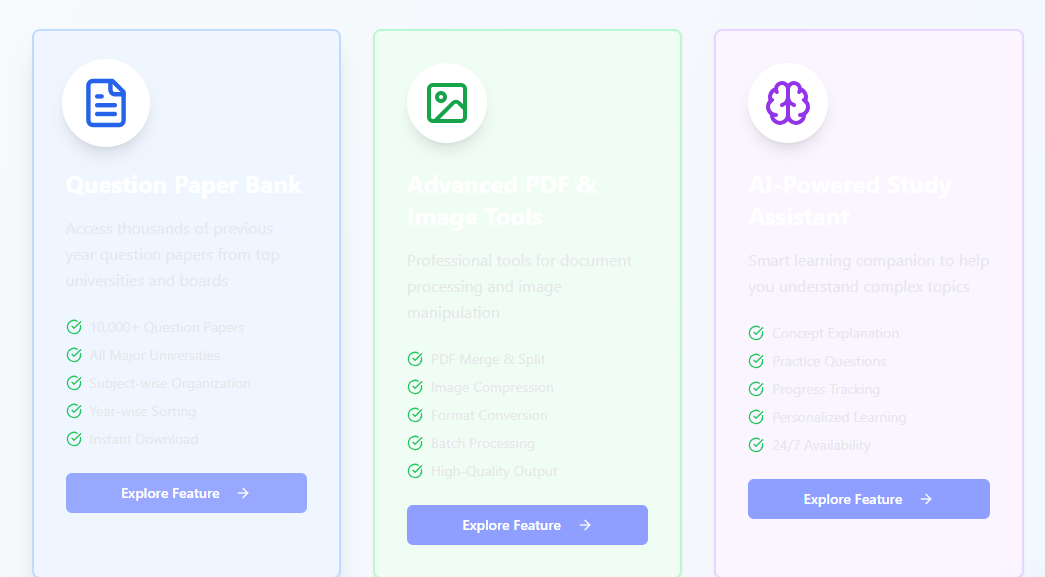 Question Paper Bank
Access thousands of previous
year question papers from top
universities and boards
10,000+ Question Papers
All Major Universities
Subject-wise Organization
Year-wise Sorting
Instant Download
Explore Feature
Advanced PDF &
Image Tools
Professional tools for document
processing and image
manipulation
PDF Merge & Split
Image Compression
Format Conversion
Batch Processing
High-Quality Output
Explore Feature
AI-Powered Study
Assistant
Smart learning companion to help
you understand complex topics
Concept Explanation
Practice Questions
Progress Tracking
Personalized Learning
24/7 Availability
Explore Feature